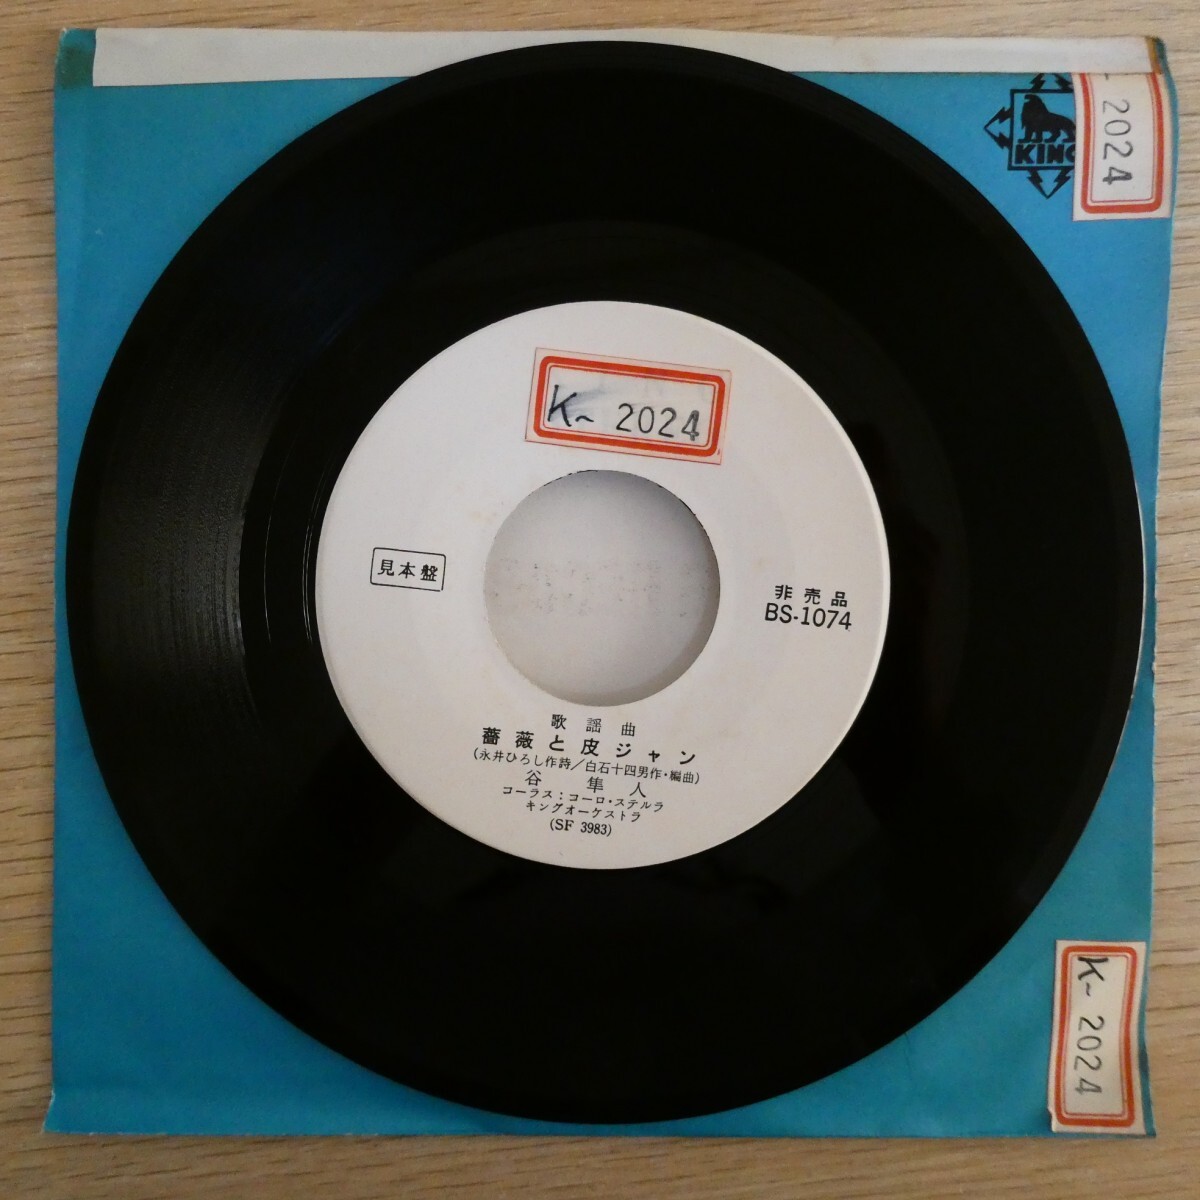 KING
2024
K~ 2024
見本盤
非売品
BS-1074
歌謡曲
薔薇と皮ジャン
(永井ひろし作詩/白石十四男作・編曲)
谷隼人
コーラス:コーロ・ステルラ
キングオーケストラ
(SF 3983)
K~ 2024